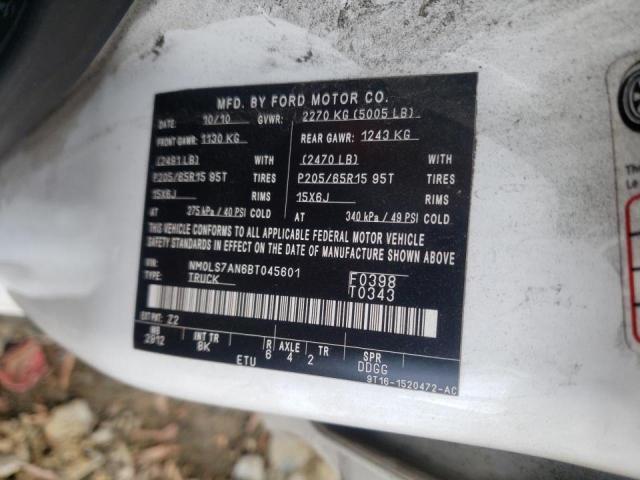 MFD. BY FORD MOTOR CO.
DATE: 10/10 GVWR: 2270 KG (5005 LB)
FRONT GAWR: 1130 KG REAR GAWR: 1243 KG
(2491 LB) WITH (2470 LB) WITH
P205/65R15 95T TIRES P205/65R15 95T TIRES
15X6J RIMS 15X6J RIMS
AT 275 kPa / 40 PSI COLD AT 340 kPa / 49 PSI COLD
THIS VEHICLE CONFORMS TO ALL APPLICABLE FEDERAL MOTOR VEHICLE
SAFETY STANDARDS IN EFFECT ON THE DATE OF MANUFACTURE SHOWN ABOVE.
VIN: NM0LS7AN6BT045601 F0398
TYPE: TRUCK T0343
EXT PNT: Z2
WB INT TR R AXLE TR SPR
2912 8K 6 4 2 DDGG
ETU 9T16-1520472-AC